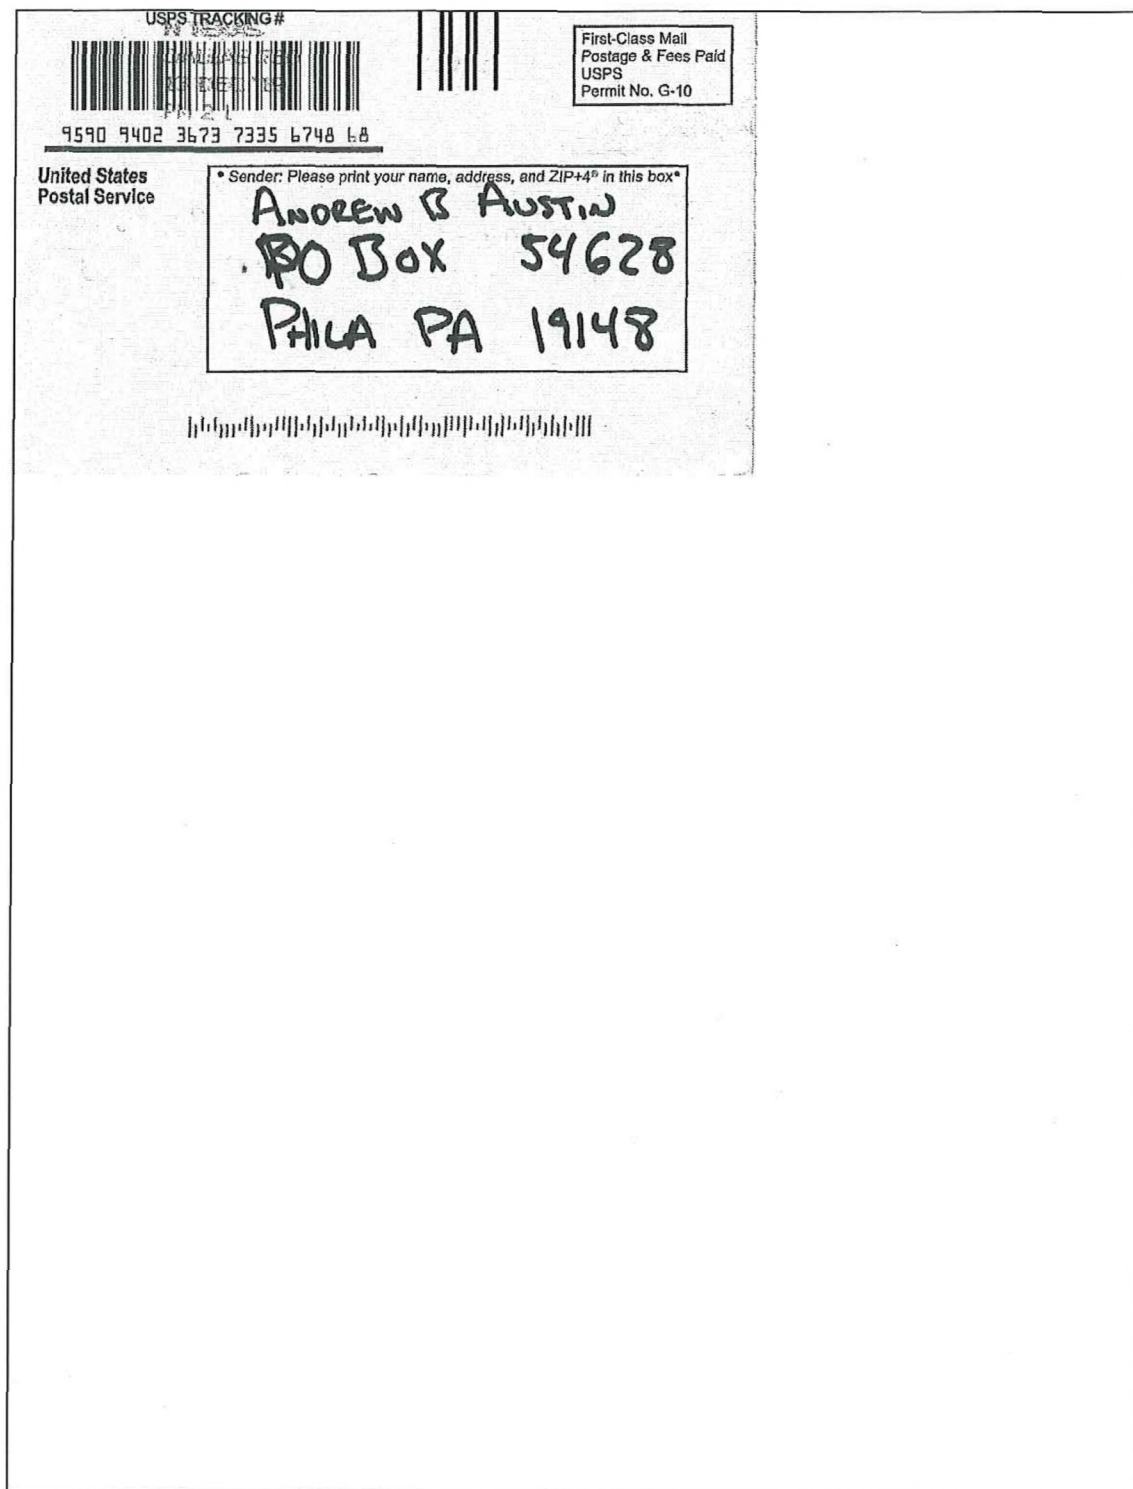 USPS TRACKING #
9590 9402 3673 7335 6748 68
First-Class Mail
Postage & Fees Paid
USPS
Permit No. G-10
United States
Postal Service
• Sender: Please print your name, address, and ZIP+4® in this box•
ANDREW B AUSTIN
PO BOX 54628
PHILA PA 19148